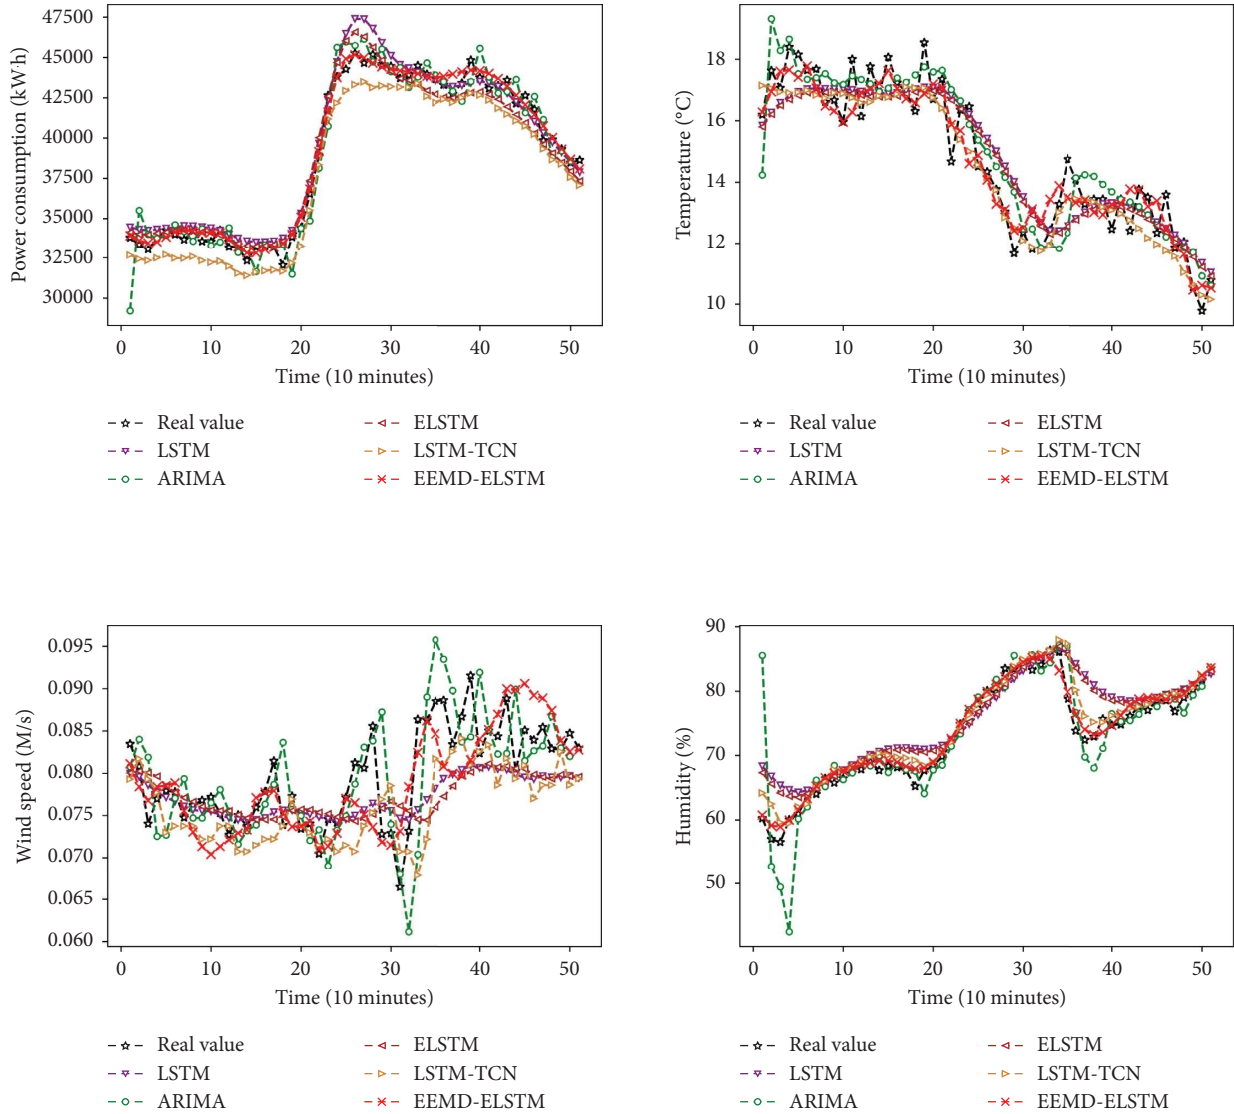 Power consumption (kW·h)
47500
45000
42500
40000
37500
35000
32500
30000
0 10 20 30 40 50
Time (10 minutes)
Real value
LSTM
ARIMA
ELSTM
LSTM-TCN
EEMD-ELSTM
Temperature (°C)
18
16
14
12
10
0 10 20 30 40 50
Time (10 minutes)
Real value
LSTM
ARIMA
ELSTM
LSTM-TCN
EEMD-ELSTM
Wind speed (M/s)
0.095
0.090
0.085
0.080
0.075
0.070
0.065
0.060
0 10 20 30 40 50
Time (10 minutes)
Real value
LSTM
ARIMA
ELSTM
LSTM-TCN
EEMD-ELSTM
Humidity (%)
90
80
70
60
50
0 10 20 30 40 50
Time (10 minutes)
Real value
LSTM
ARIMA
ELSTM
LSTM-TCN
EEMD-ELSTM